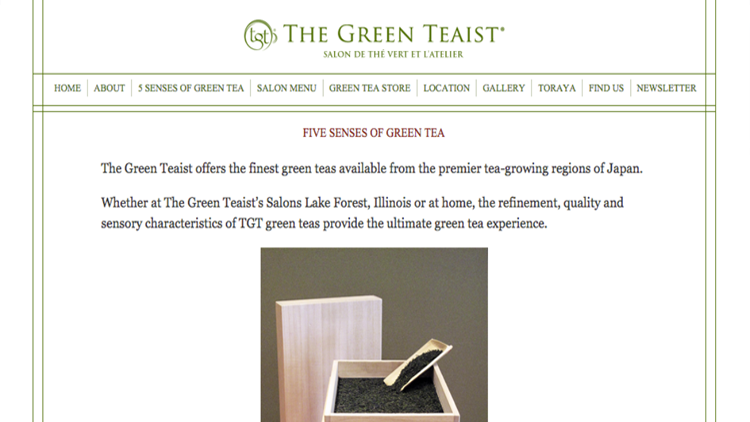 tgt
THE GREEN TEAIST®
SALON DE THÉ VERT ET L'ATELIER
HOME ABOUT 5 SENSES OF GREEN TEA SALON MENU GREEN TEA STORE LOCATION GALLERY TORAYA FIND US NEWSLETTER
FIVE SENSES OF GREEN TEA
The Green Teaist offers the finest green teas available from the premier tea-growing regions of Japan.
Whether at The Green Teaist's Salons Lake Forest, Illinois or at home, the refinement, quality and
sensory characteristics of TGT green teas provide the ultimate green tea experience.